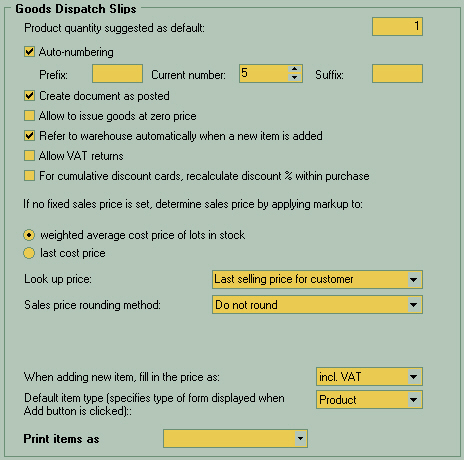 Goods Dispatch Slips
Product quantity suggested as default: 1
Auto-numbering
Prefix: Current number: 5 Suffix:
Create document as posted
Allow to issue goods at zero price
Refer to warehouse automatically when a new item is added
Allow VAT returns
For cumulative discount cards, recalculate discount % within purchase
If no fixed sales price is set, determine sales price by applying markup to:
weighted average cost price of lots in stock
last cost price
Look up price: Last selling price for customer
Sales price rounding method: Do not round
When adding new item, fill in the price as: incl. VAT
Default item type (specifies type of form displayed when Product
Add button is clicked)::
Print items as